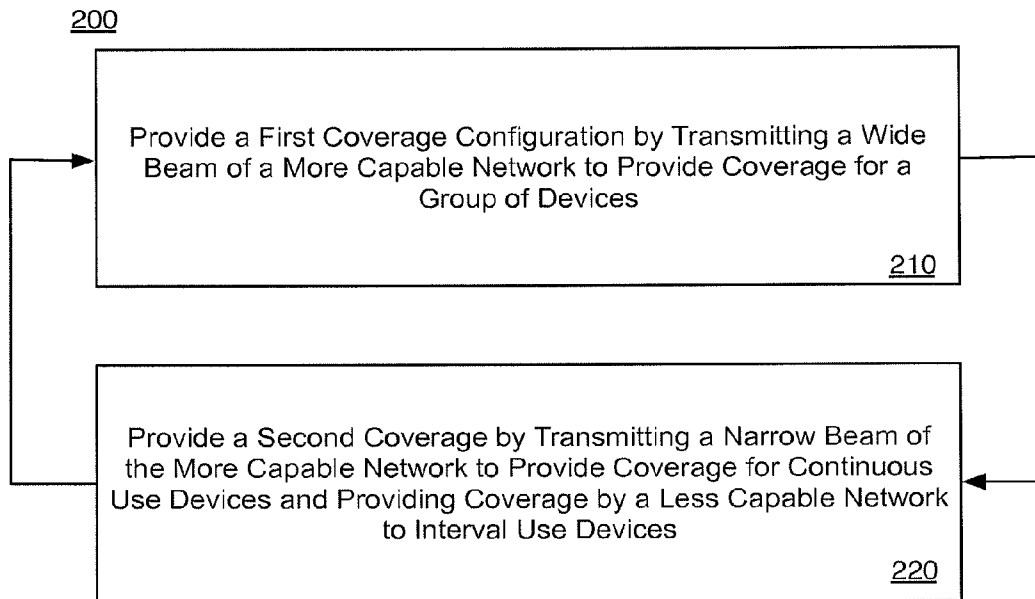 200
Provide a First Coverage Configuration by Transmitting a Wide
Beam of a More Capable Network to Provide Coverage for a
Group of Devices
210
Provide a Second Coverage by Transmitting a Narrow Beam of
the More Capable Network to Provide Coverage for Continuous
Use Devices and Providing Coverage by a Less Capable Network
to Interval Use Devices
220